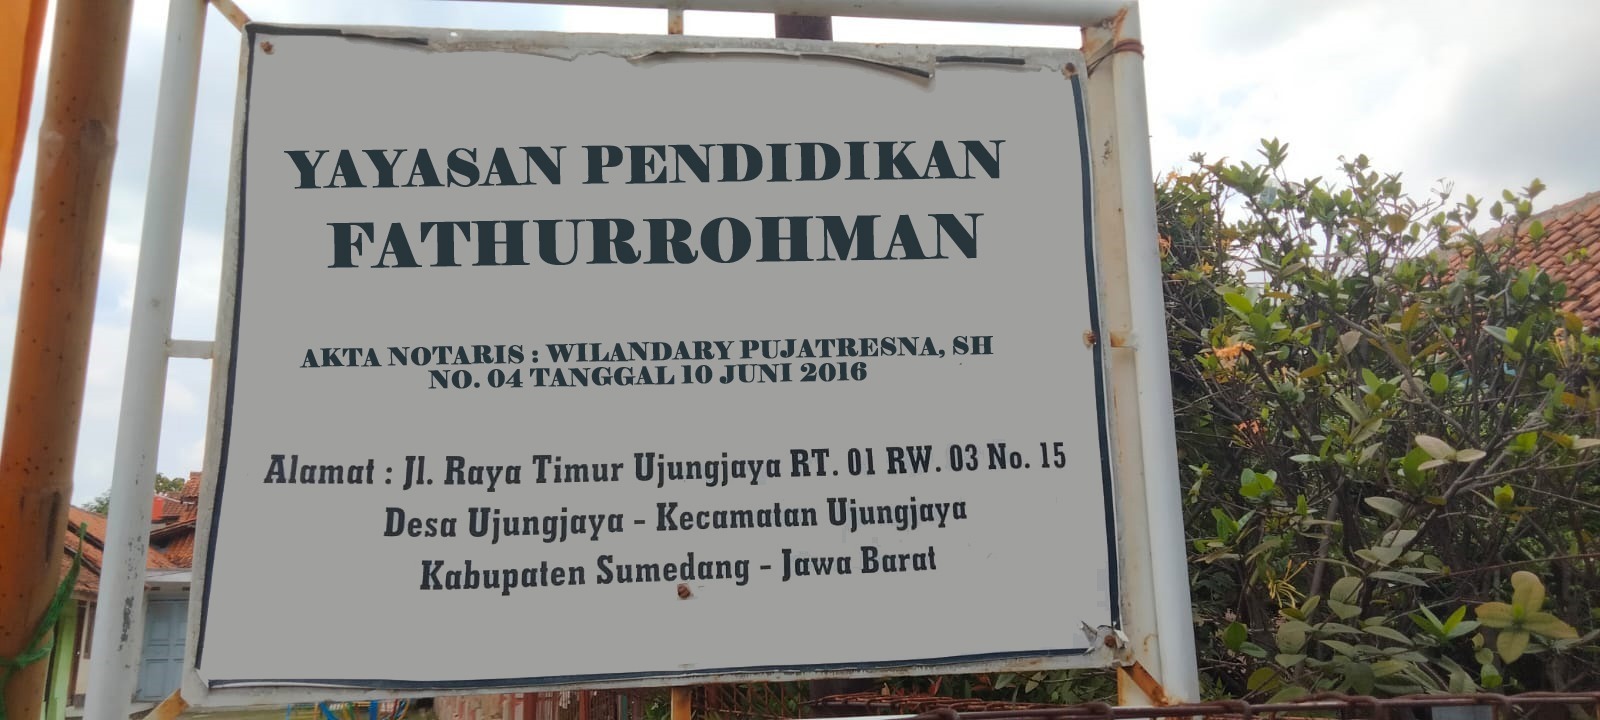 YAYASAN PENDIDIKAN
FATHURROHMAN
AKTA NOTARIS : WILANDARY PUJATRESNA, SH
NO. 04 TANGGAL 10 JUNI 2016
Alamat : Jl. Raya Timur Ujungjaya RT. 01 RW. 03 No. 15
Desa Ujungjaya - Kecamatan Ujungjaya
Kabupaten Sumedang - Jawa Barat